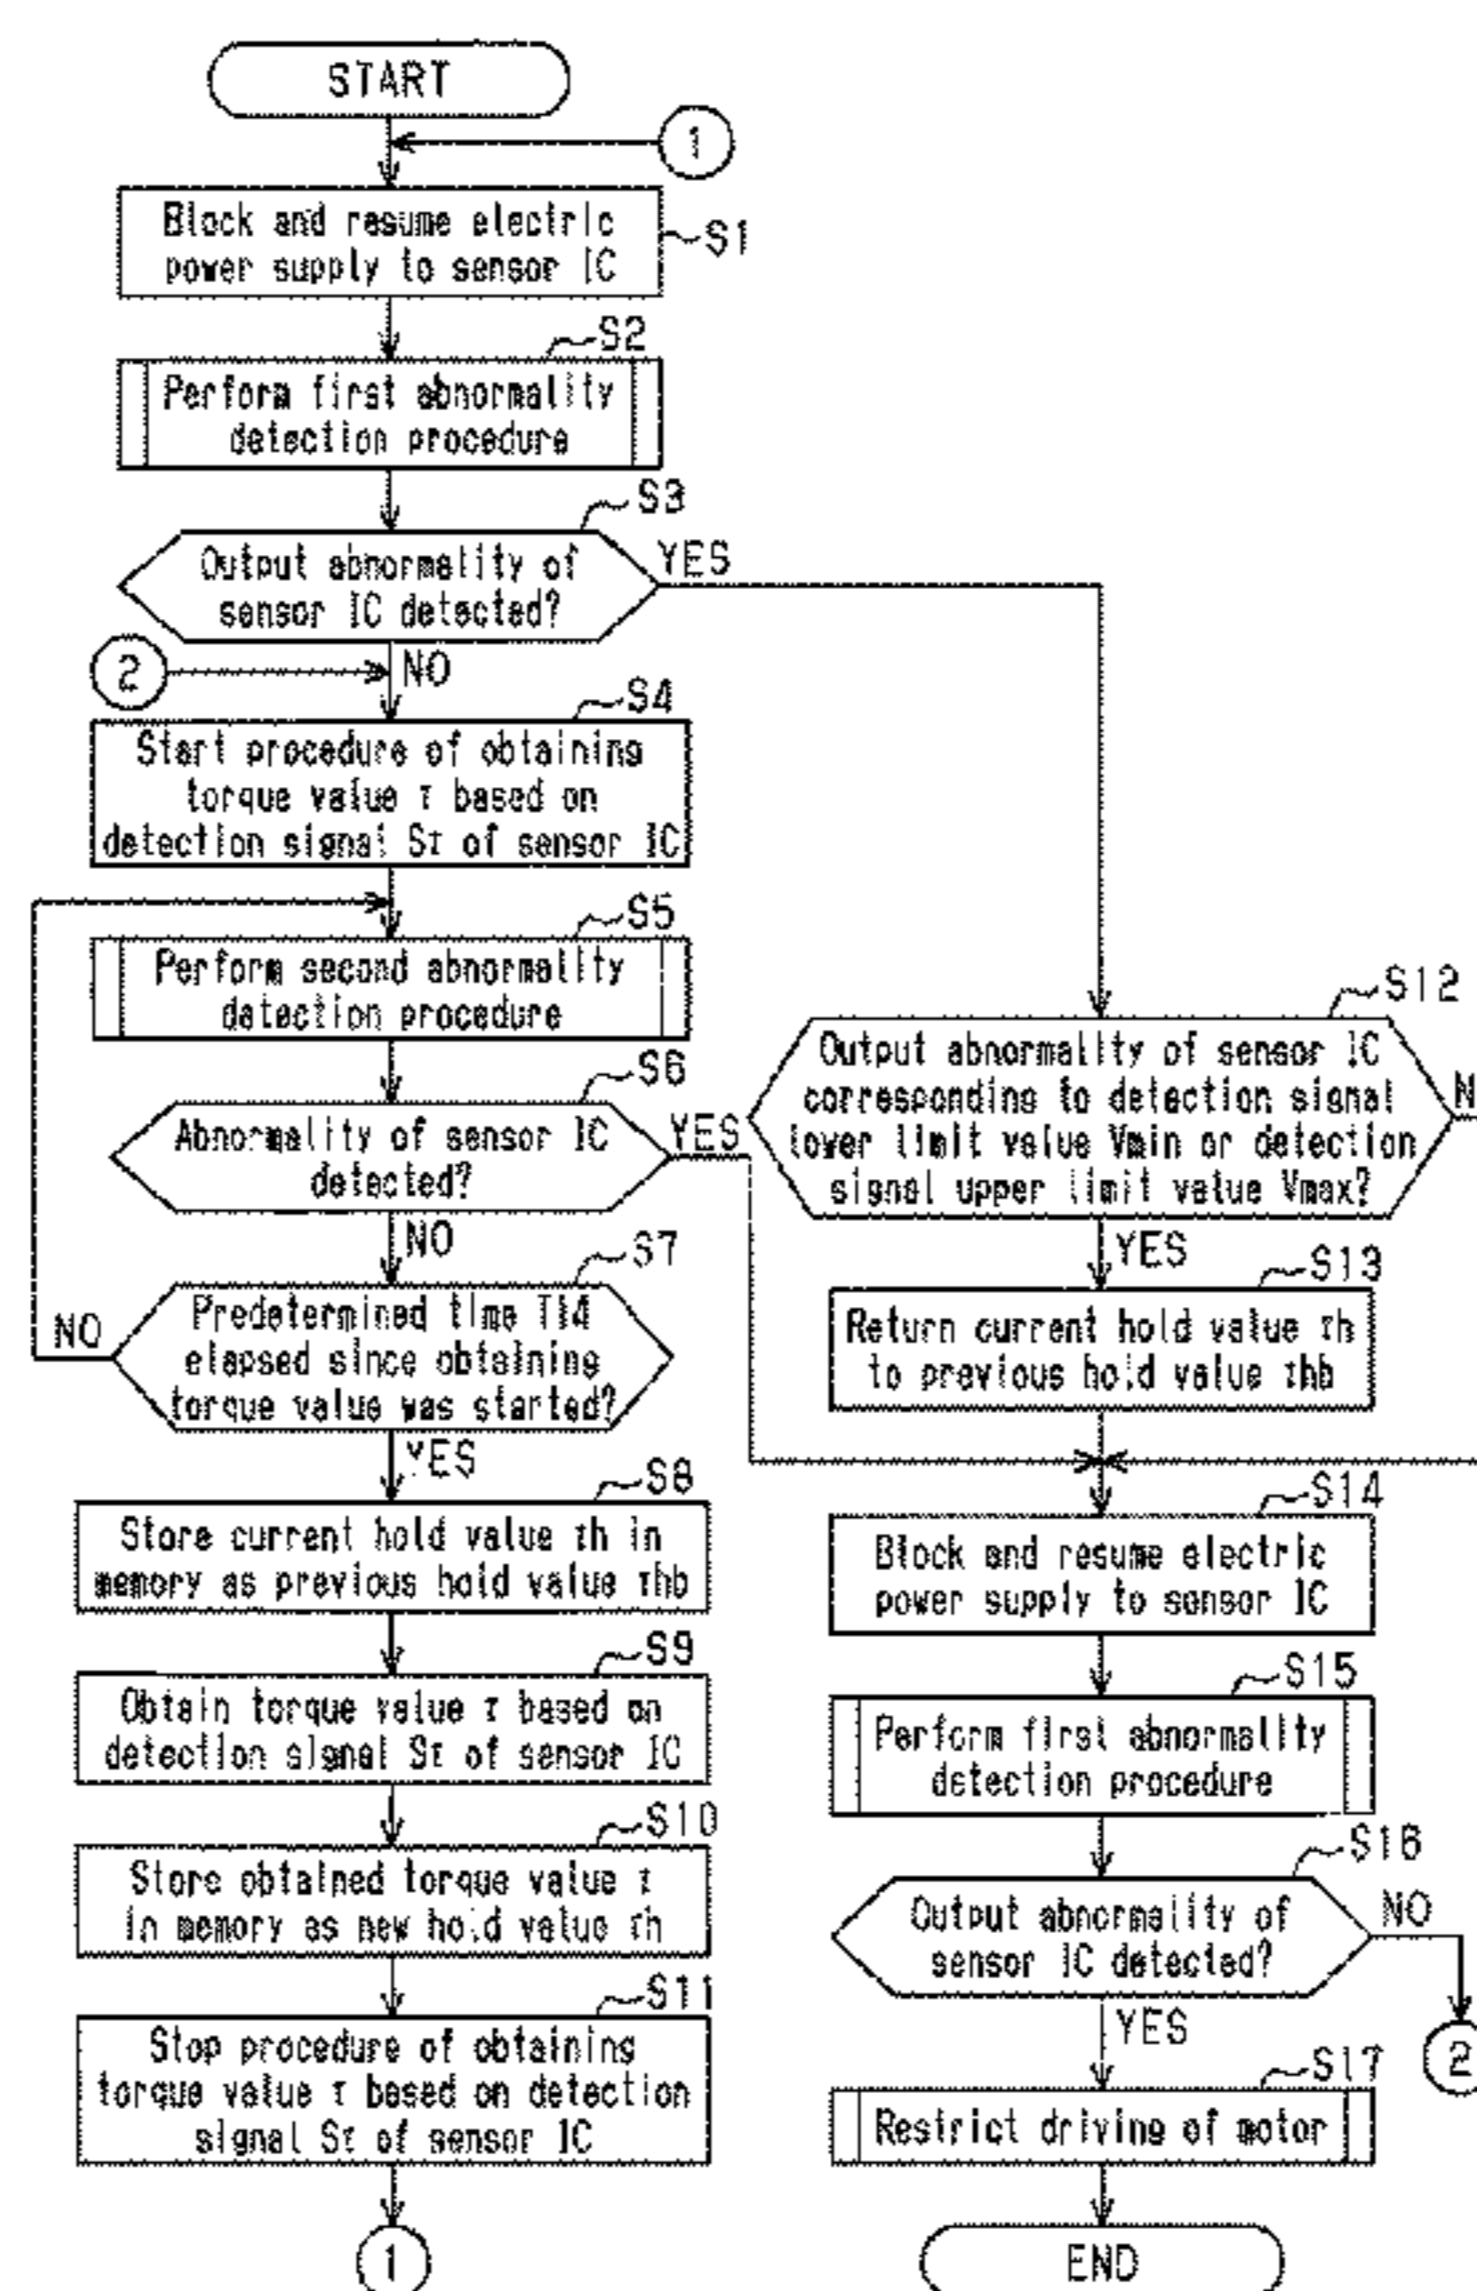 START
1
Block and resume electric
power supply to sensor IC
S1
S2
Perform first abnormality
detection procedure
S3
Output abnormality of
sensor IC detected?
YES
2
NO
S4
Start procedure of obtaining
torque value τ based on
detection signal Sτ of sensor IC
S5
Perform second abnormality
detection procedure
S6
Abnormality of sensor IC
detected?
YES
NO
S7
Predetermined time T14
elapsed since obtaining
torque value was started?
NO
YES
S8
Store current hold value τh in
memory as previous hold value τhb
S9
Obtain torque value τ based on
detection signal Sτ of sensor IC
S10
Store obtained torque value τ
in memory as new hold value τh
S11
Stop procedure of obtaining
torque value τ based on detection
signal Sτ of sensor IC
1
S12
Output abnormality of sensor IC
corresponding to detection signal
lower limit value Vmin or detection
signal upper limit value Vmax?
YES
S13
Return current hold value τh
to previous hold value τhb
S14
Block and resume electric
power supply to sensor IC
S15
Perform first abnormality
detection procedure
S16
Output abnormality of
sensor IC detected?
NO
YES
2
S17
Restrict driving of motor
END